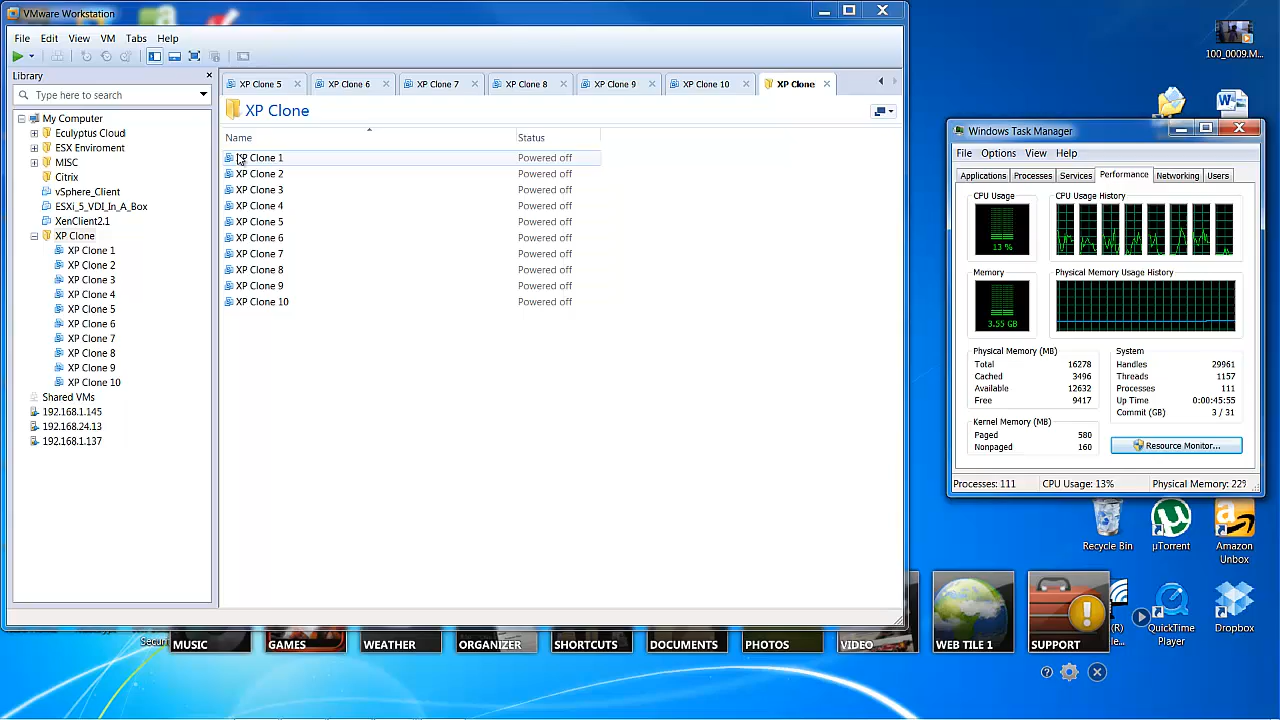 VMware Workstation
File Edit View VM Tabs Help
Library
Type here to search
My Computer
Eculyptus Cloud
ESX Enviroment
MISC
Citrix
vSphere_Client
ESXi_5_VDI_In_A_Box
XenClient2.1
XP Clone
XP Clone 1
XP Clone 2
XP Clone 3
XP Clone 4
XP Clone 5
XP Clone 6
XP Clone 7
XP Clone 8
XP Clone 9
XP Clone 10
Shared VMs
192.168.1.145
192.168.24.13
192.168.1.137
XP Clone 5 XP Clone 6 XP Clone 7 XP Clone 8 XP Clone 9 XP Clone 10 XP Clone
XP Clone
Name Status
XP Clone 1 Powered off
XP Clone 2 Powered off
XP Clone 3 Powered off
XP Clone 4 Powered off
XP Clone 5 Powered off
XP Clone 6 Powered off
XP Clone 7 Powered off
XP Clone 8 Powered off
XP Clone 9 Powered off
XP Clone 10 Powered off
100_0009.M...
Windows Task Manager
File Options View Help
Applications Processes Services Performance Networking Users
CPU Usage CPU Usage History
13 %
Memory Physical Memory Usage History
3.55 GB
Physical Memory (MB)
Total 16278
Cached 3496
Available 12632
Free 9417
Kernel Memory (MB)
Paged 580
Nonpaged 160
System
Handles 29961
Threads 1157
Processes 111
Up Time 0:00:45:55
Commit (GB) 3 / 31
Resource Monitor...
Processes: 111 CPU Usage: 13% Physical Memory: 22%
Recycle Bin
µTorrent
Amazon
Unbox
QuickTime
Player
Dropbox
Securi
MUSIC GAMES WEATHER ORGANIZER SHORTCUTS DOCUMENTS PHOTOS VIDEO WEB TILE 1 SUPPORT